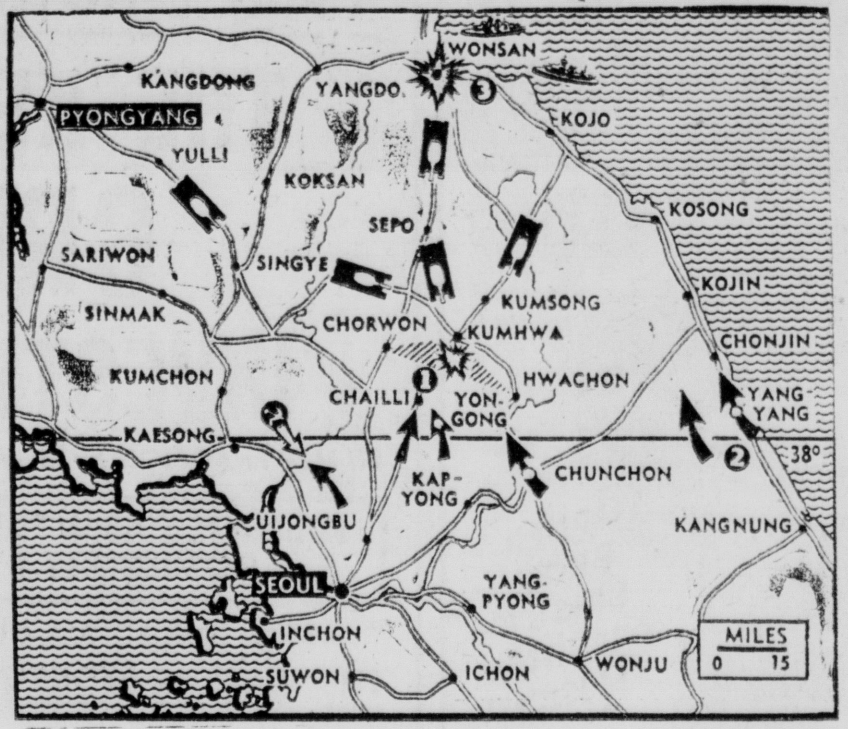 WONSAN
KANGDONG
YANGDO.
3
PYONGYANG
KOJO
YULLI
KOKSAN
KOSONG
SEPO
SARIWON
SINGYE
KOJIN
SINMAK
KUMSONG
CHORWON
KUMHWA
CHONJIN
KUMCHON
1
HWACHON
CHAILLI
YON-
GONG
YANG
YANG
KAESONG
2
38°
KAP-
YONG
CHUNCHON
UIJONGBU
KANGNUNG
SEOUL
YANG-
PYONG
INCHON
MILES
0 15
SUWON
ICHON
WONJU